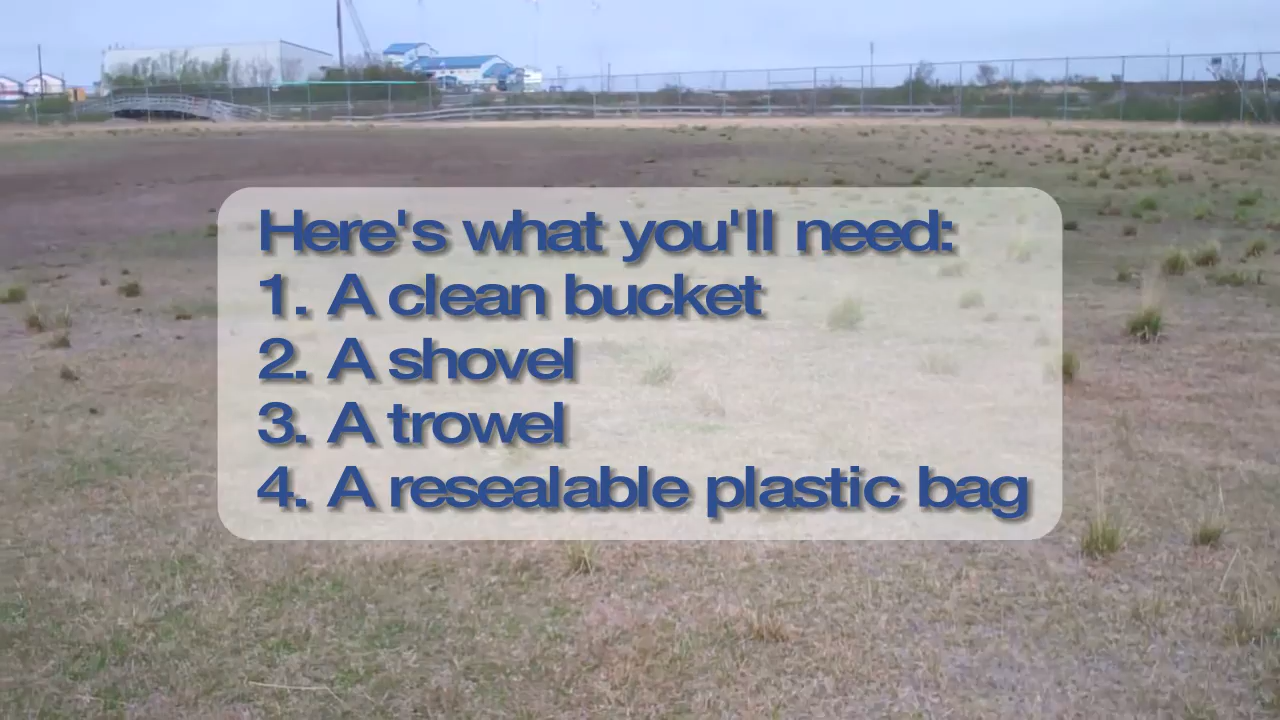 Here's what you'll need:
1. A clean bucket
2. A shovel
3. A trowel
4. A resealable plastic bag